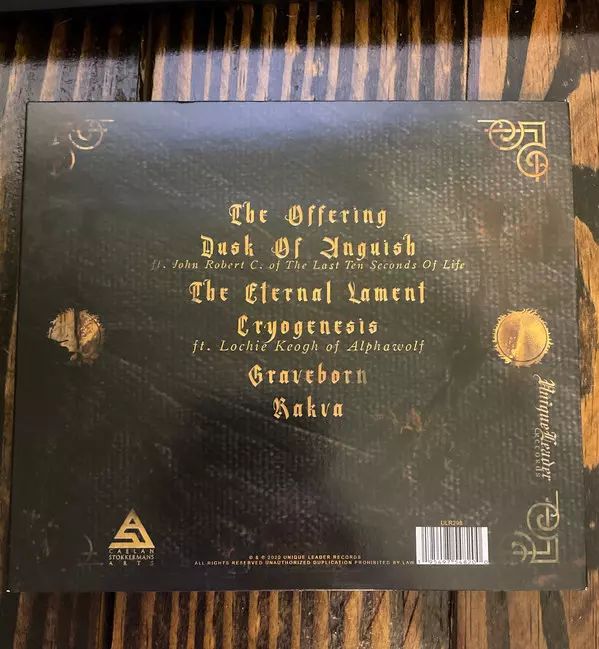 The Offering
Dusk Of Anguish
ft. John Robert C. of The Last Ten Seconds Of Life
The Eternal Lament
Cryogenesis
ft. Lochie Keogh of Alphawolf
Graveborn
Rakva
Unique Leader
Records
CAELAN
STOKKERMANS
ARTS
ULR298
© & ℗ 2020 UNIQUE LEADER RECORDS
ALL RIGHTS RESERVED UNAUTHORIZED DUPLICATION PROHIBITED BY LAW